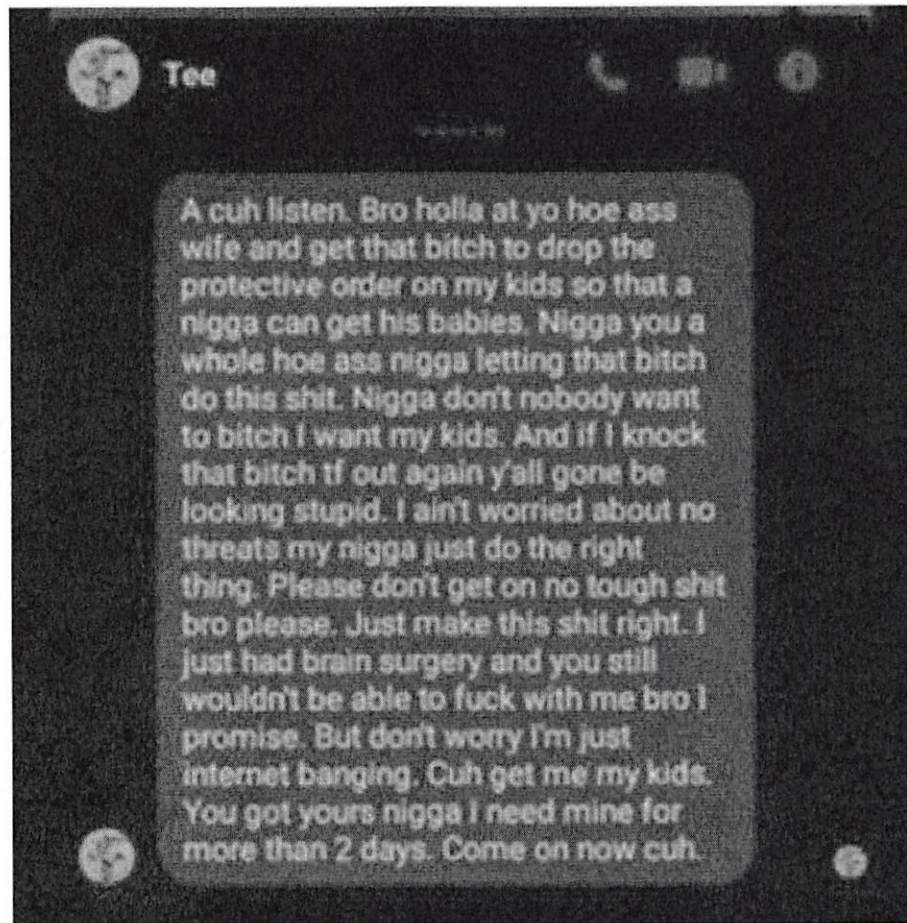 Tee
A cuh listen. Bro holla at yo hoe ass
wife and get that bitch to drop the
protective order on my kids so that a
nigga can get his babies. Nigga you a
whole hoe ass nigga letting that bitch
do this shit. Nigga don't nobody want
to bitch I want my kids. And if I knock
that bitch tf out again y'all gone be
looking stupid. I ain't worried about no
threats my nigga just do the right
thing. Please don't get on no tough shit
bro please. Just make this shit right. I
just had brain surgery and you still
wouldn't be able to fuck with me bro I
promise. But don't worry I'm just
internet banging. Cuh get me my kids.
You got yours nigga I need mine for
more than 2 days. Come on now cuh.